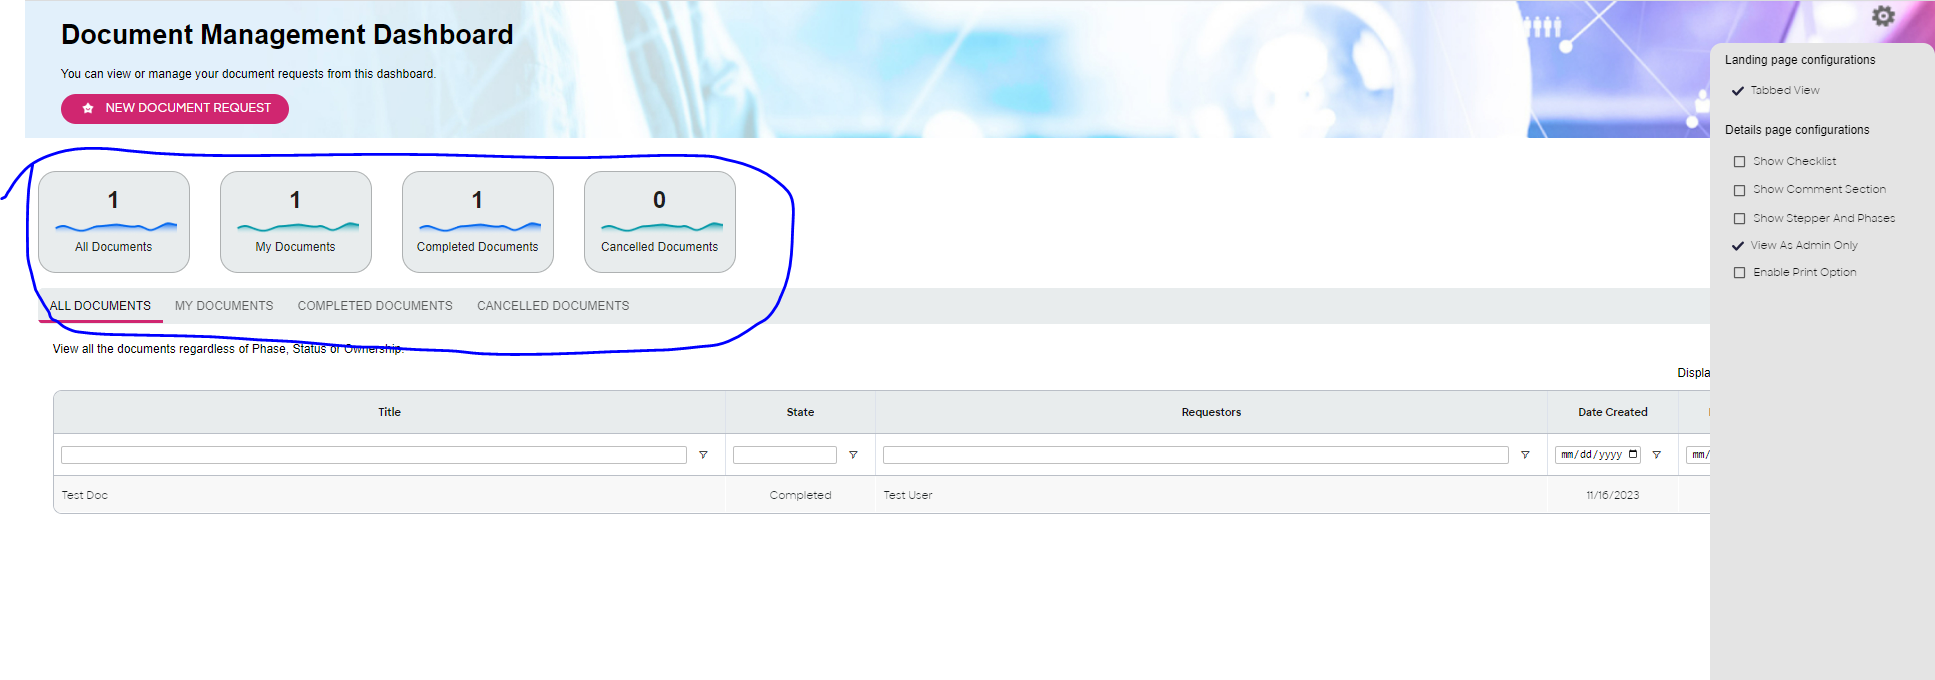 Document Management Dashboard
You can view or manage your document requests from this dashboard.
NEW DOCUMENT REQUEST
Landing page configurations
Tabbed View
Details page configurations
Show Checklist
Show Comment Section
Show Stepper And Phases
View As Admin Only
Enable Print Option
1 1 1 0
All Documents My Documents Completed Documents Cancelled Documents
ALL DOCUMENTS MY DOCUMENTS COMPLETED DOCUMENTS CANCELLED DOCUMENTS
View all the documents regardless of Phase, Status or Ownership.
Displa
Title State Requestors Date Created
mm/dd/yyyy mm/
Test Doc Completed Test User 11/16/2023